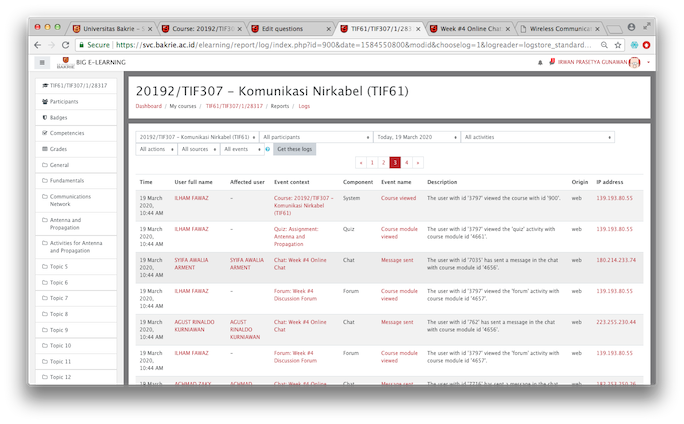 Universitas Bakrie –
Course: 20192/TIF307
Edit questions
TIF61/TIF307/1/283
Week #4 Online Chat
Wireless Communicat
Secure https://svc.bakrie.ac.id/elearning/report/log/index.php?id=900&date=1584550800&modid&chooselog=1&logreader=logstore_standard...
BAKRIE BIG E-LEARNING
IRWAN PRASETYA GUNAWAN
TIF61/TIF307/1/28317
Participants
Badges
Competencies
Grades
General
Fundamentals
Communications
Network
Antenna and
Propagation
Activities for Antenna
and Propagation
Topic 5
Topic 6
Topic 7
Topic 8
Topic 9
Topic 10
Topic 11
Topic 12
20192/TIF307 – Komunikasi Nirkabel (TIF61)
Dashboard / My courses / TIF61/TIF307/1/28317 / Reports / Logs
20192/TIF307 – Komunikasi Nirkabel (TIF61) All participants Today, 19 March 2020 All activities
All actions All sources All events Get these logs
« 1 2 3 4 »
Time User full name Affected user Event context Component Event name Description Origin IP address
19 March 2020, 10:44 AM ILHAM FAWAZ – Course: 20192/TIF307 – Komunikasi Nirkabel (TIF61) System Course viewed The user with id '3797' viewed the course with id '900'. web 139.193.80.55
19 March 2020, 10:44 AM ILHAM FAWAZ – Quiz: Assignment: Antenna and Propagation Quiz Course module viewed The user with id '3797' viewed the 'quiz' activity with course module id '4661'. web 139.193.80.55
19 March 2020, 10:44 AM SYIFA AWALIA ARMENT SYIFA AWALIA ARMENT Chat: Week #4 Online Chat Chat Message sent The user with id '7035' has sent a message in the chat with course module id '4656'. web 180.214.233.74
19 March 2020, 10:44 AM ILHAM FAWAZ – Forum: Week #4 Discussion Forum Forum Course module viewed The user with id '3797' viewed the 'forum' activity with course module id '4657'. web 139.193.80.55
19 March 2020, 10:44 AM AGUST RINALDO KURNIAWAN AGUST RINALDO KURNIAWAN Chat: Week #4 Online Chat Chat Message sent The user with id '762' has sent a message in the chat with course module id '4656'. web 223.255.230.44
19 March 2020, 10:44 AM ILHAM FAWAZ – Forum: Week #4 Discussion Forum Forum Course module viewed The user with id '3797' viewed the 'forum' activity with course module id '4657'. web 139.193.80.55
19 March ACHMAD ZAKY ACHMAD Chat: Week #4 Online Chat Message sent The user with id '7736' has sent a message in the chat web